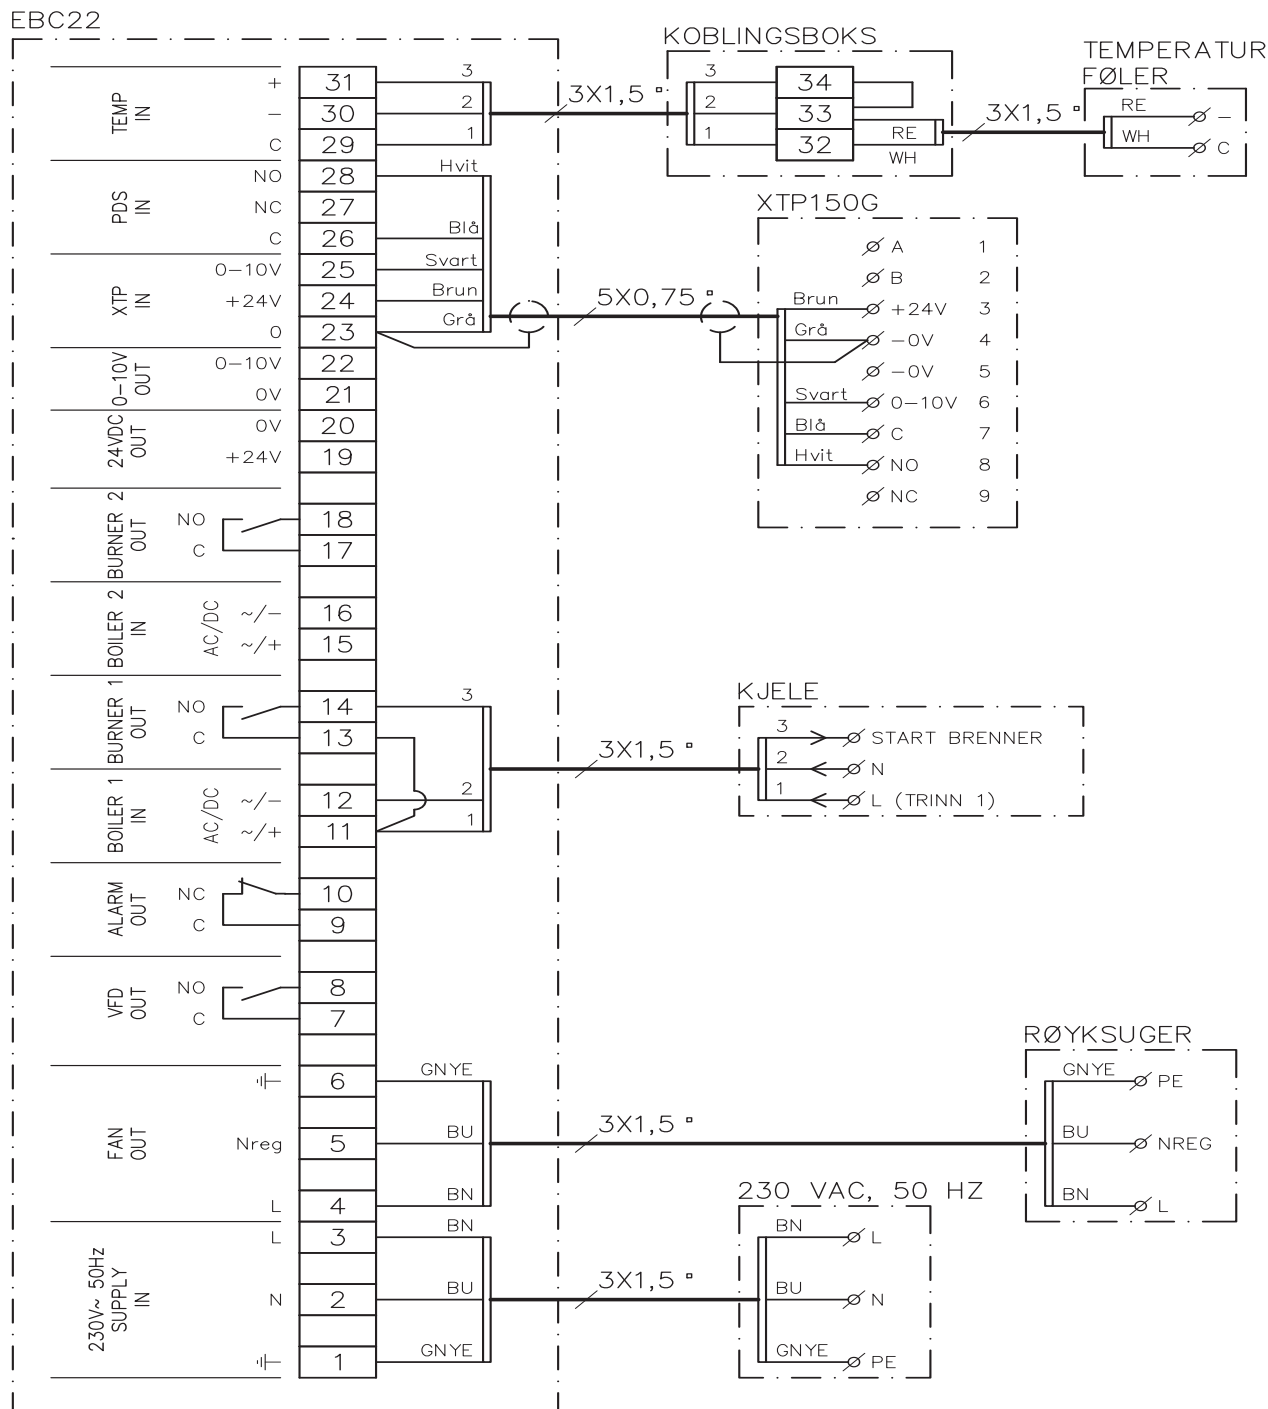 EBC22
TEMP IN
+ 31 3
- 30 2
C 29 1
3X1,5 ▫
KOBLINGSBOKS
3 34
2 33
1 32
RE
WH
3X1,5 ▫
TEMPERATUR
FØLER
RE -
WH C
PDS IN
NO 28 Hvit
NC 27
C 26 Blå
XTP IN
0-10V 25 Svart
+24V 24 Brun
0 23 Grå
5X0,75 ▫
XTP150G
A 1
B 2
Brun +24V 3
Grå -0V 4
-0V 5
Svart 0-10V 6
Blå C 7
Hvit NO 8
NC 9
0-10V OUT
0-10V 22
0V 21
24VDC OUT
0V 20
+24V 19
BURNER 2 OUT
NO 18
C 17
BOILER 2 IN
AC/DC
~/- 16
~/+ 15
BURNER 1 OUT
NO 14 3
C 13
BOILER 1 IN
AC/DC
~/- 12 2
~/+ 11 1
3X1,5 ▫
KJELE
3 START BRENNER
2 N
1 L (TRINN 1)
ALARM OUT
NC 10
C 9
VFD OUT
NO 8
C 7
FAN OUT
6 GNYE
Nreg 5 BU
L 4 BN
3X1,5 ▫
RØYKSUGER
GNYE PE
BU NREG
BN L
230V~ 50Hz
SUPPLY
IN
L 3 BN
N 2 BU
1 GNYE
3X1,5 ▫
230 VAC, 50 HZ
BN L
BU N
GNYE PE